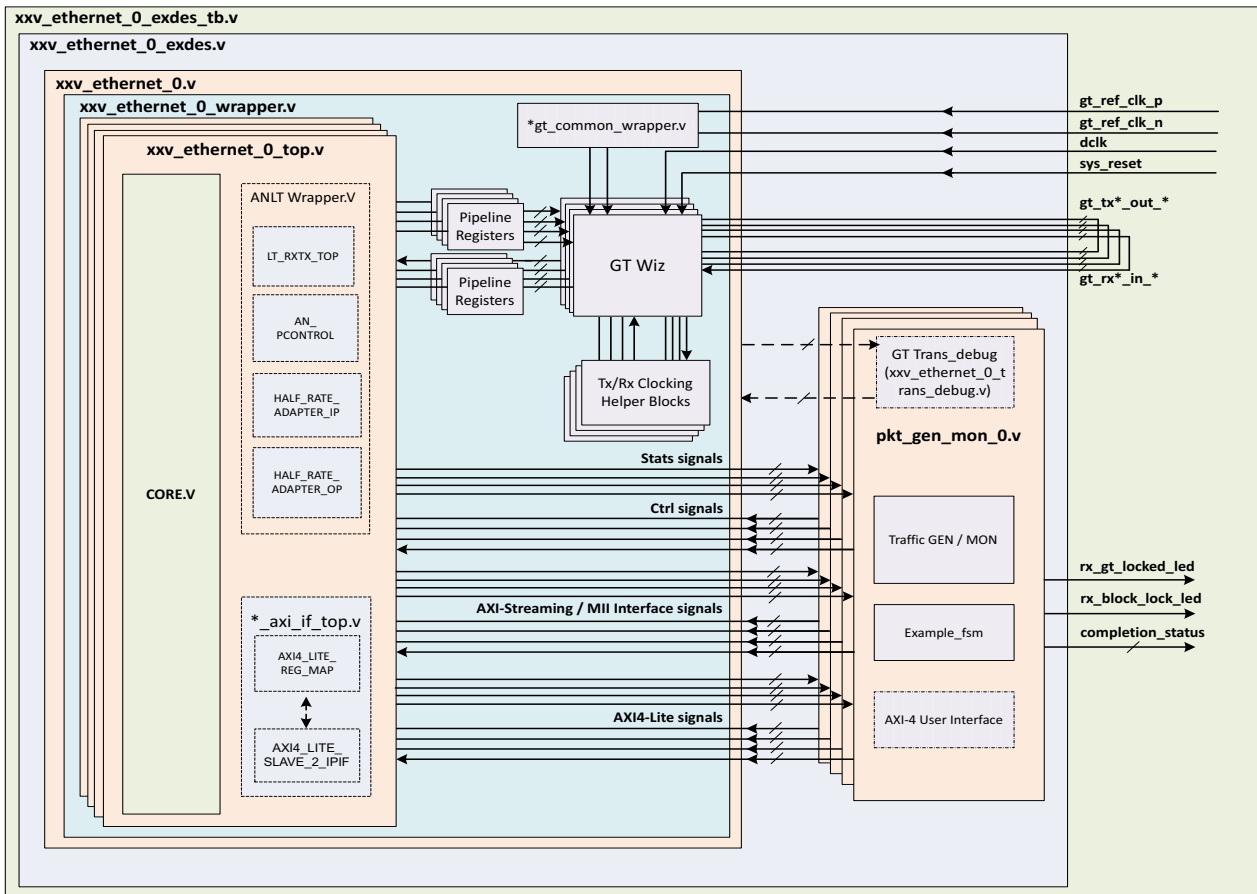 xxv_ethernet_0_exdes_tb.v
xxv_ethernet_0_exdes.v
xxv_ethernet_0.v
xxv_ethernet_0_wrapper.v
xxv_ethernet_0_top.v
CORE.V
ANLT Wrapper.V
LT_RXTX_TOP
AN_
PCONTROL
HALF_RATE_
ADAPTER_IP
HALF_RATE_
ADAPTER_OP
*_axi_if_top.v
AXI4_LITE_
REG_MAP
AXI4_LITE_
SLAVE_2_IPIF
Pipeline
Registers
Pipeline
Registers
*gt_common_wrapper.v
GT Wiz
Tx/Rx Clocking
Helper Blocks
Stats signals
Ctrl signals
AXI-Streaming / MII Interface signals
AXI4-Lite signals
gt_ref_clk_p
gt_ref_clk_n
dclk
sys_reset
gt_tx*_out_*
gt_rx*_in_*
GT Trans_debug
(xxv_ethernet_0_t
rans_debug.v)
pkt_gen_mon_0.v
Traffic GEN / MON
Example_fsm
AXI-4 User Interface
rx_gt_locked_led
rx_block_lock_led
completion_status